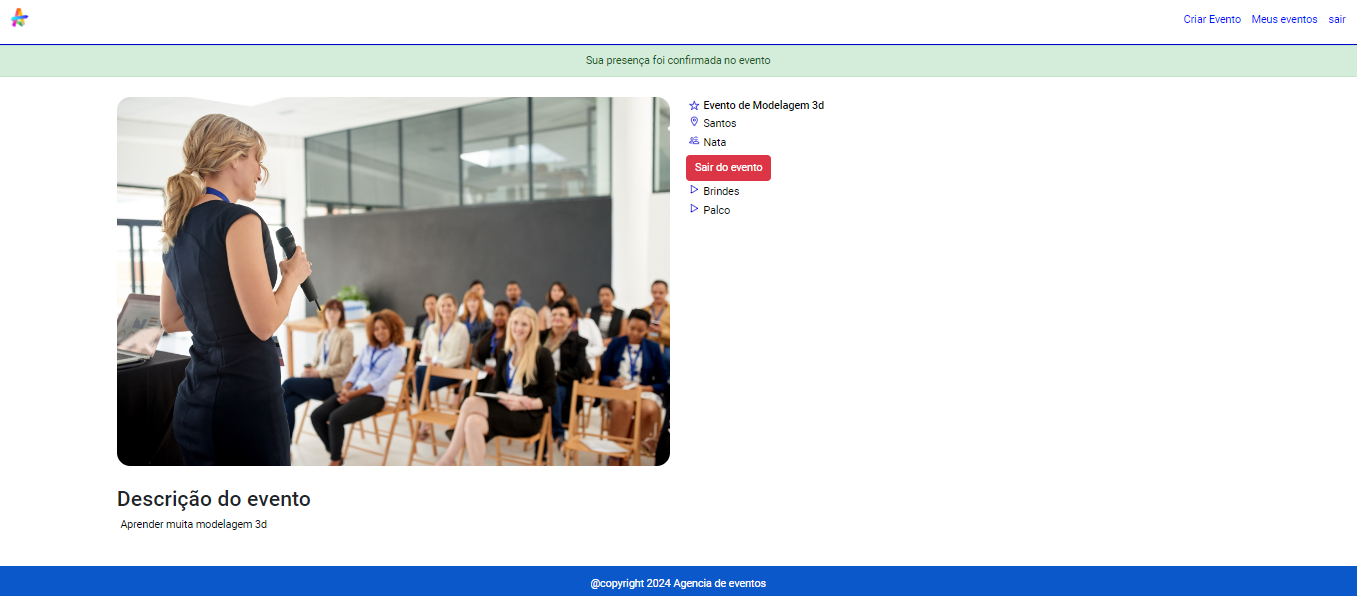 Criar Evento Meus eventos sair
Sua presença foi confirmada no evento
Evento de Modelagem 3d
Santos
Nata
Sair do evento
Brindes
Palco
Descrição do evento
Aprender muita modelagem 3d
@copyright 2024 Agencia de eventos